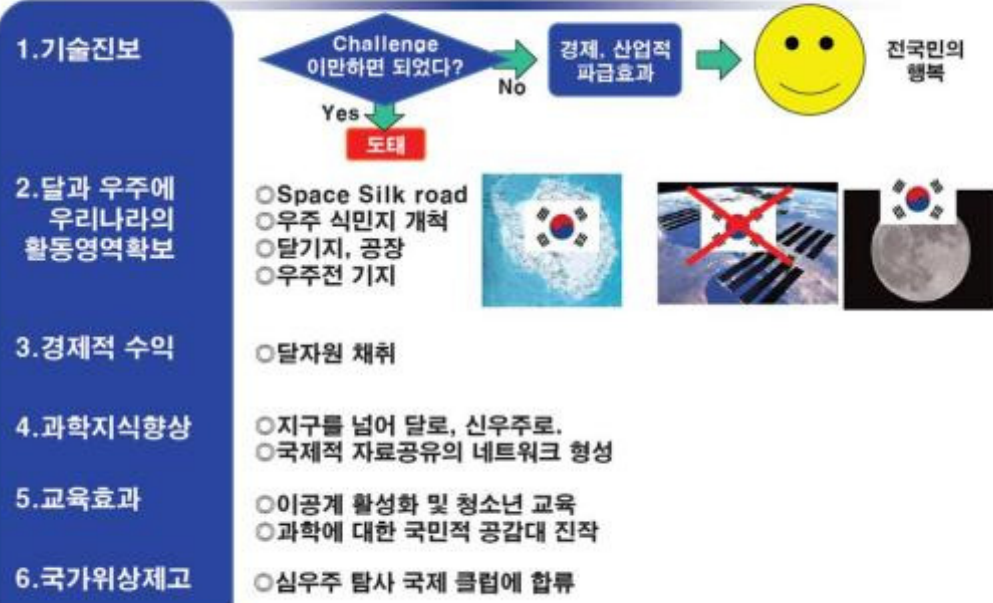 1.기술진보
Challenge
이만하면 되었다?
No
Yes
도태
경제, 산업적
파급효과
전국민의
행복
2.달과 우주에
우리나라의
활동영역확보
○Space Silk road
○우주 식민지 개척
○달기지, 공장
○우주전 기지
3.경제적 수익
○달자원 채취
4.과학지식향상
○지구를 넘어 달로, 신우주로.
○국제적 자료공유의 네트워크 형성
5.교육효과
○이공계 활성화 및 청소년 교육
○과학에 대한 국민적 공감대 진작
6.국가위상제고
○심우주 탐사 국제 클럽에 합류